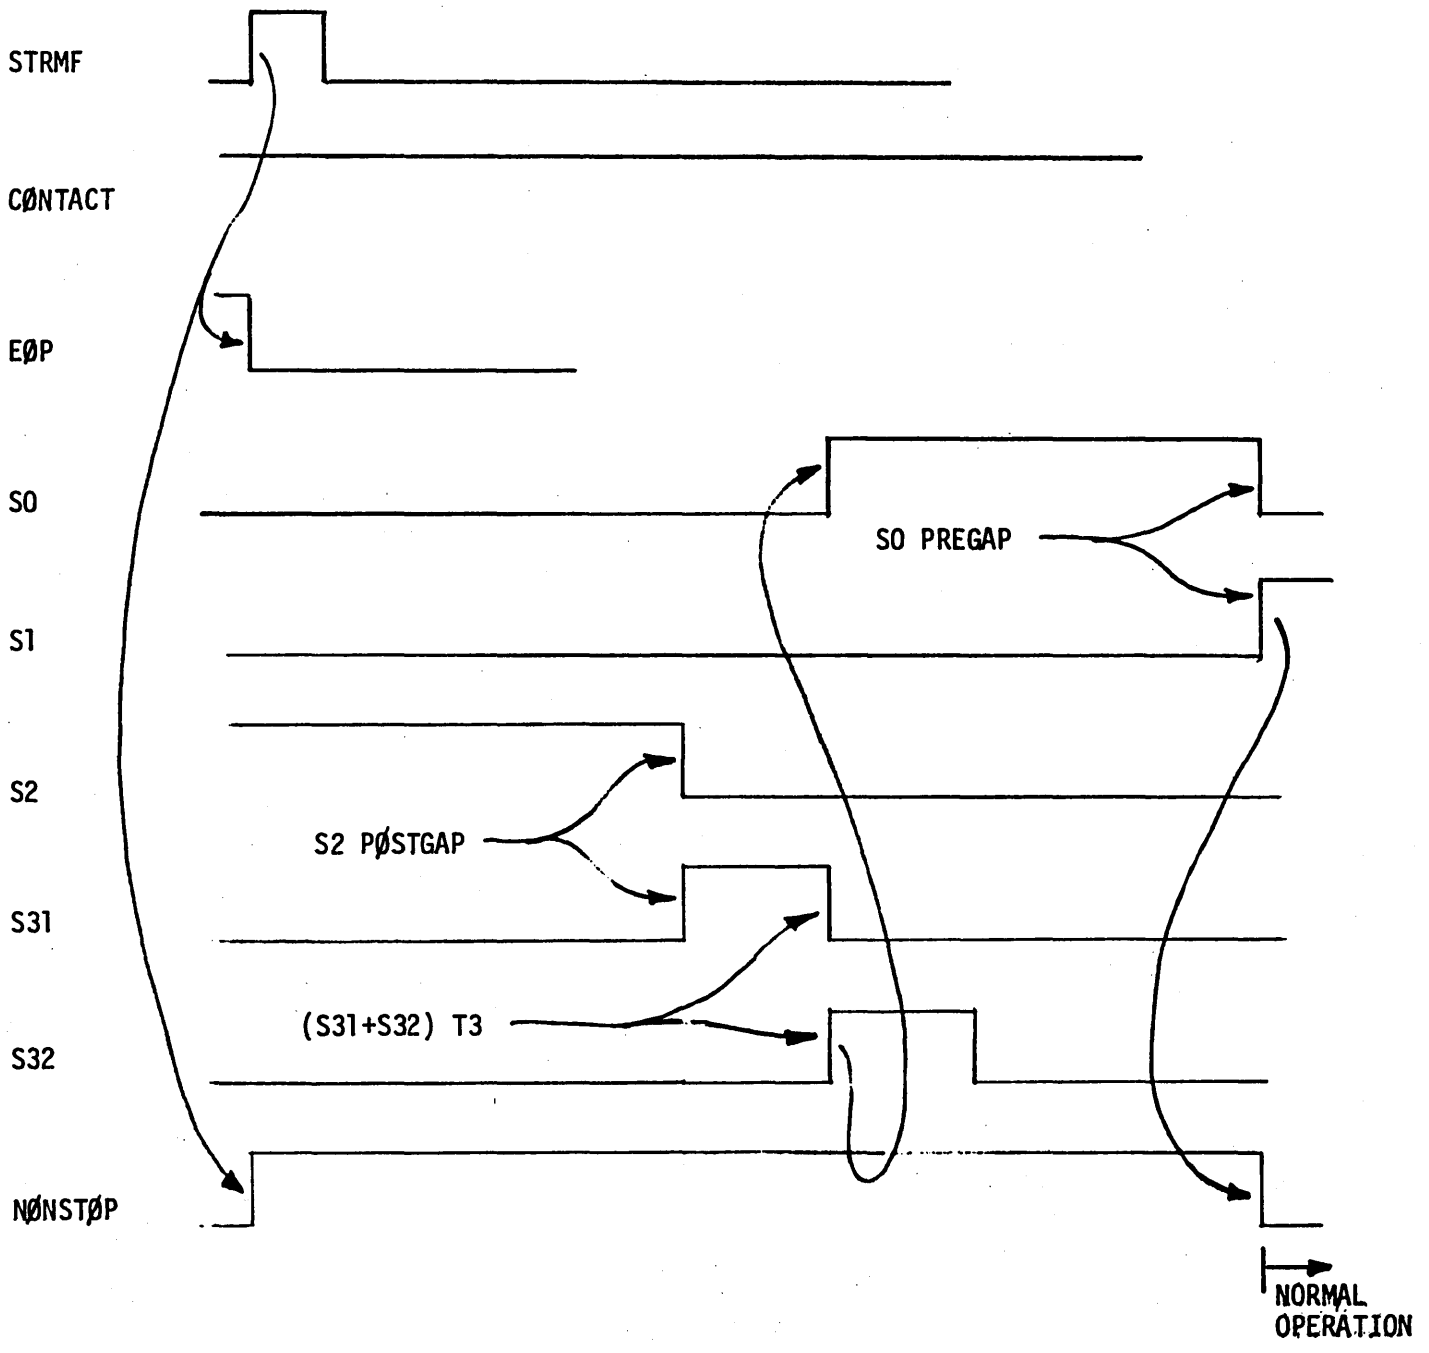 STRMF
CØNTACT
EØP
S0
S0 PREGAP
S1
S2
S2 PØSTGAP
S31
(S31+S32) T3
S32
NØNSTØP
NORMAL
OPERATION